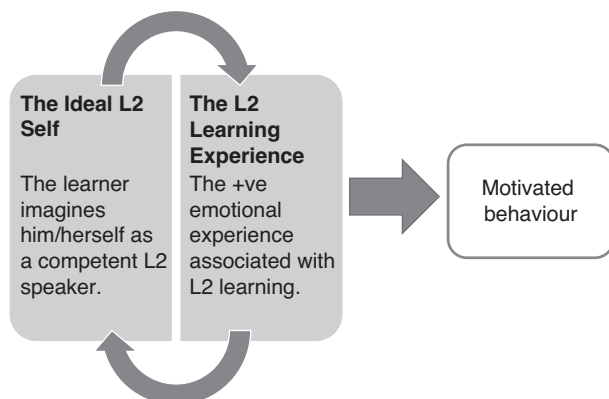 The Ideal L2
Self
The learner
imagines
him/herself as
a competent L2
speaker.
The L2
Learning
Experience
The +ve
emotional
experience
associated with
L2 learning.
Motivated
behaviour